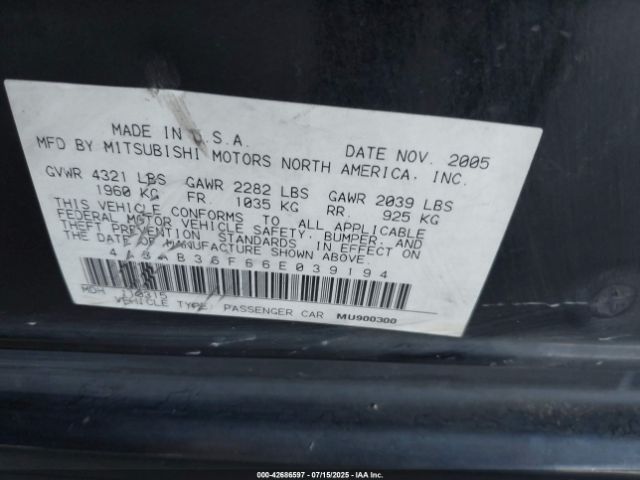 MADE IN U.S.A. DATE NOV. 2005
MFD BY MITSUBISHI MOTORS NORTH AMERICA, INC.
GVWR 4321 LBS GAWR 2282 LBS GAWR 2039 LBS
1960 KG FR. 1035 KG RR. 925 KG
THIS VEHICLE CONFORMS TO ALL APPLICABLE
FEDERAL MOTOR VEHICLE SAFETY, BUMPER, AND
THEFT PREVENTION STANDARDS IN EFFECT ON
THE DATE OF MANUFACTURE SHOWN ABOVE.
4A3AB36F66E039194
MDH
VEHICLE TYPE: PASSENGER CAR MU900300
000-42686597 - 07/15/2025 - IAA Inc.